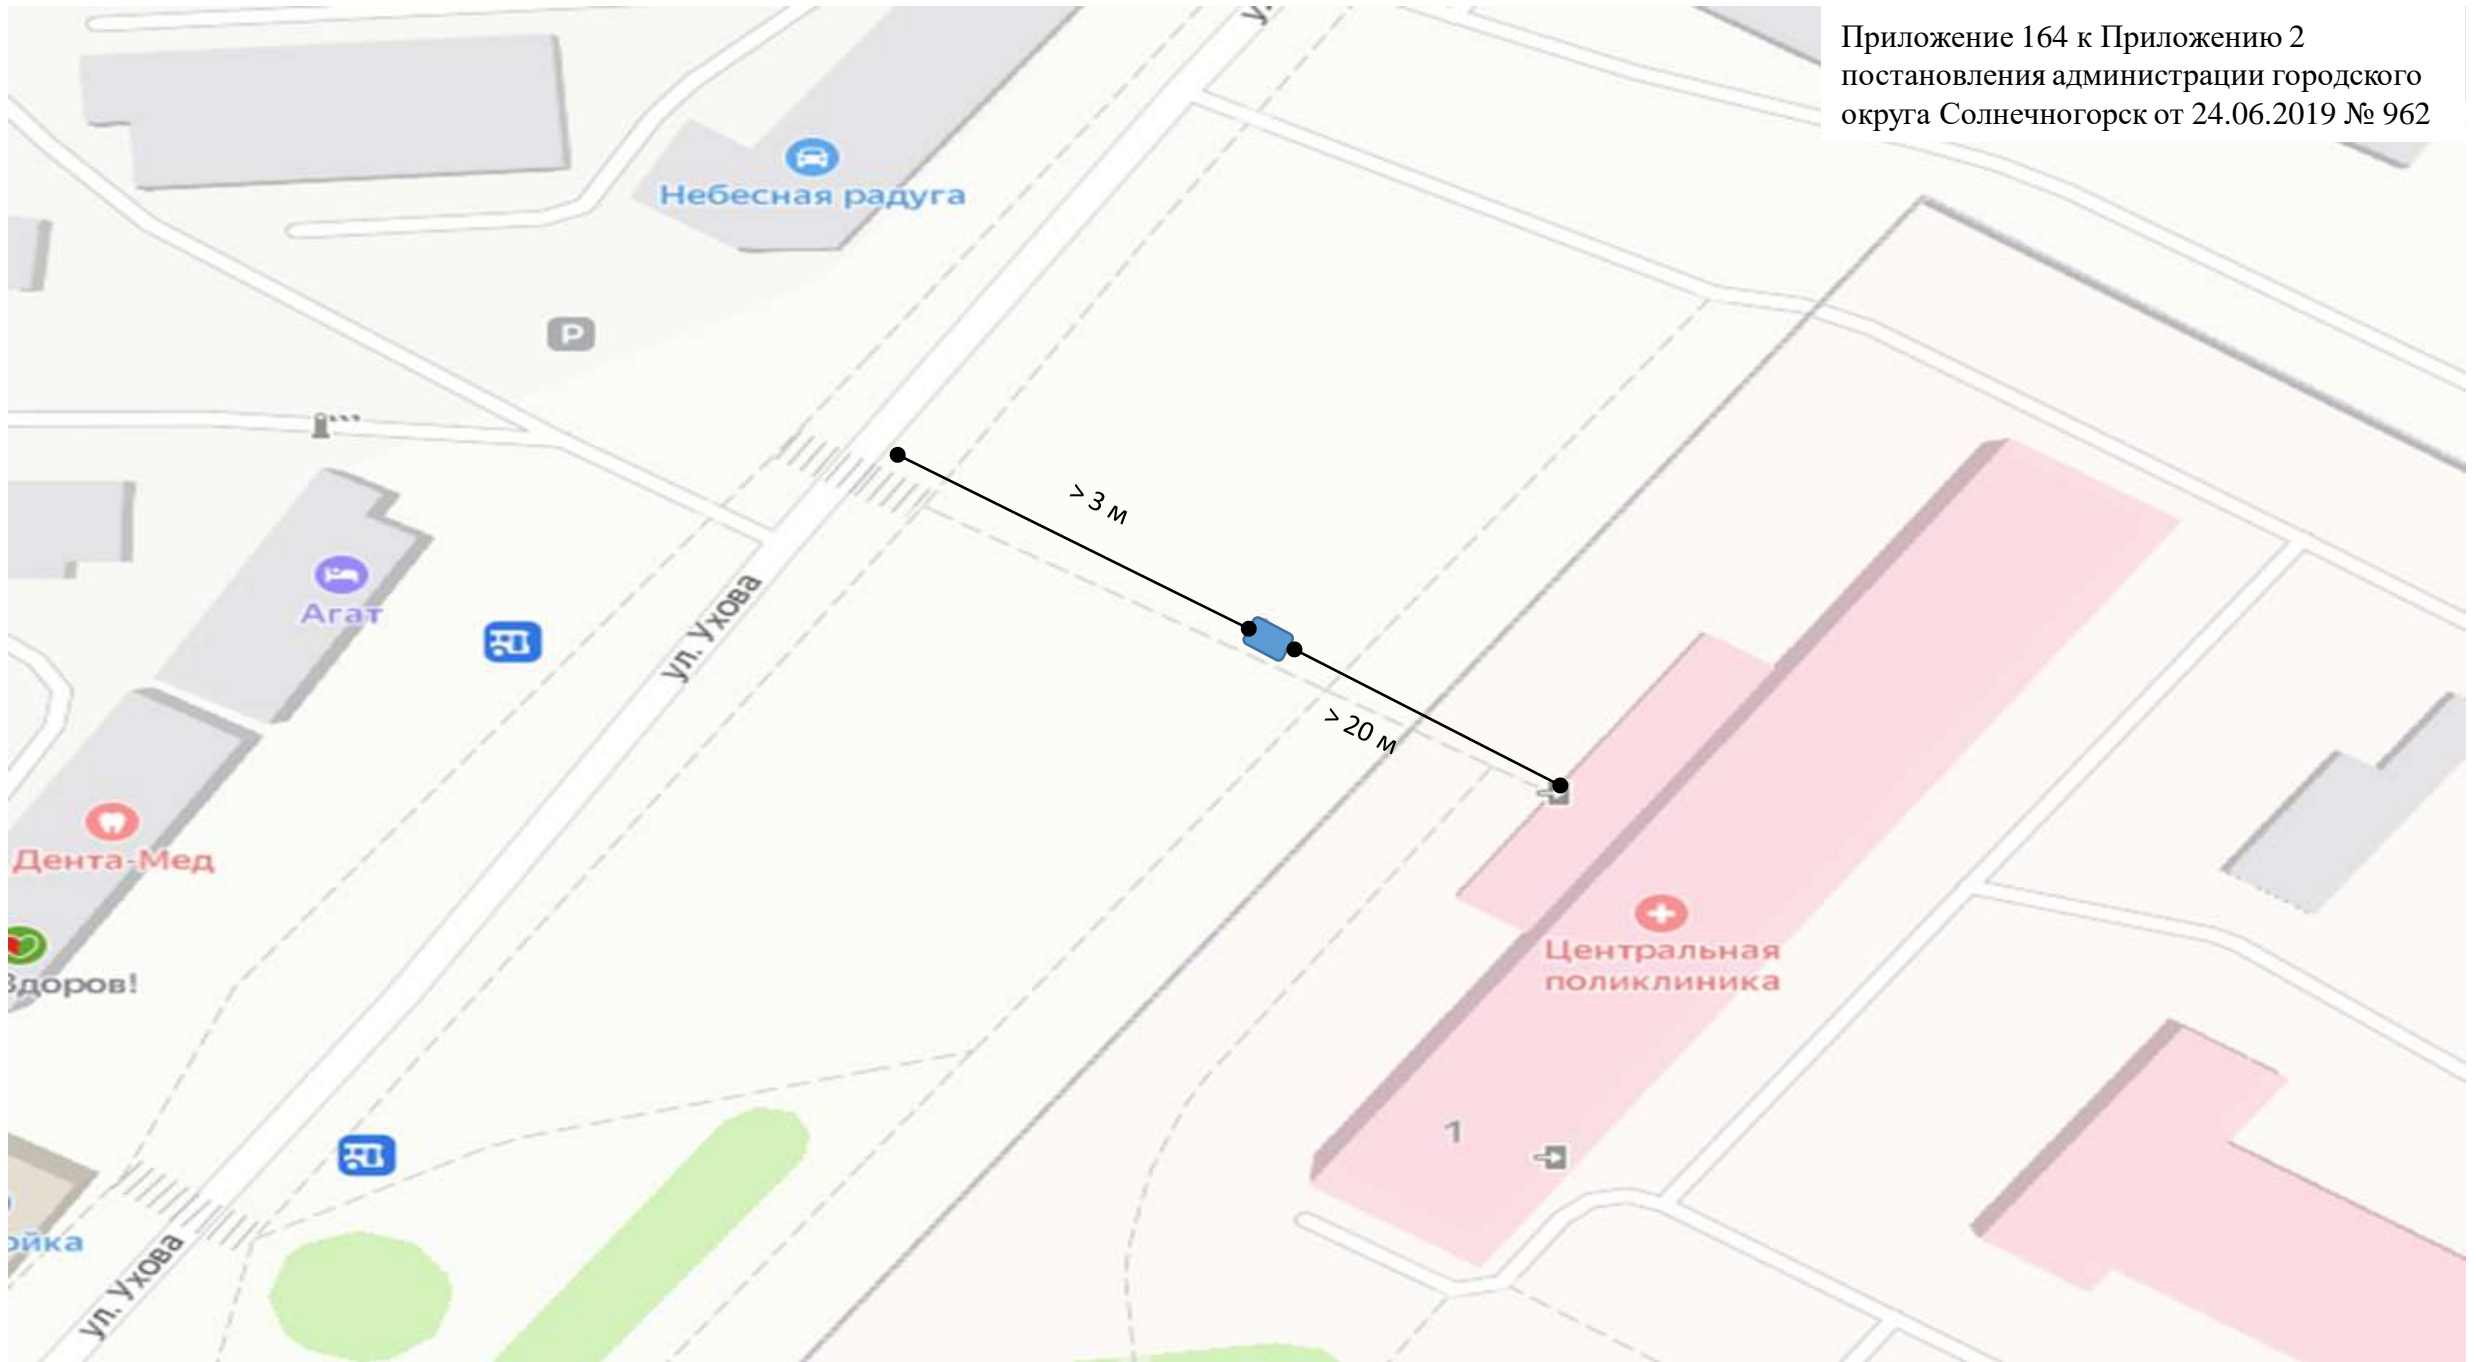 Приложение 164 к Приложению 2
постановления администрации городского
округа Солнечногорск от 24.06.2019 № 962
Небесная радуга
P
> 3 м
Агат
ул. Ухова
> 20 м
Дента-Мед
Здоров!
Центральная
поликлиника
1
ойка
ул. Ухова